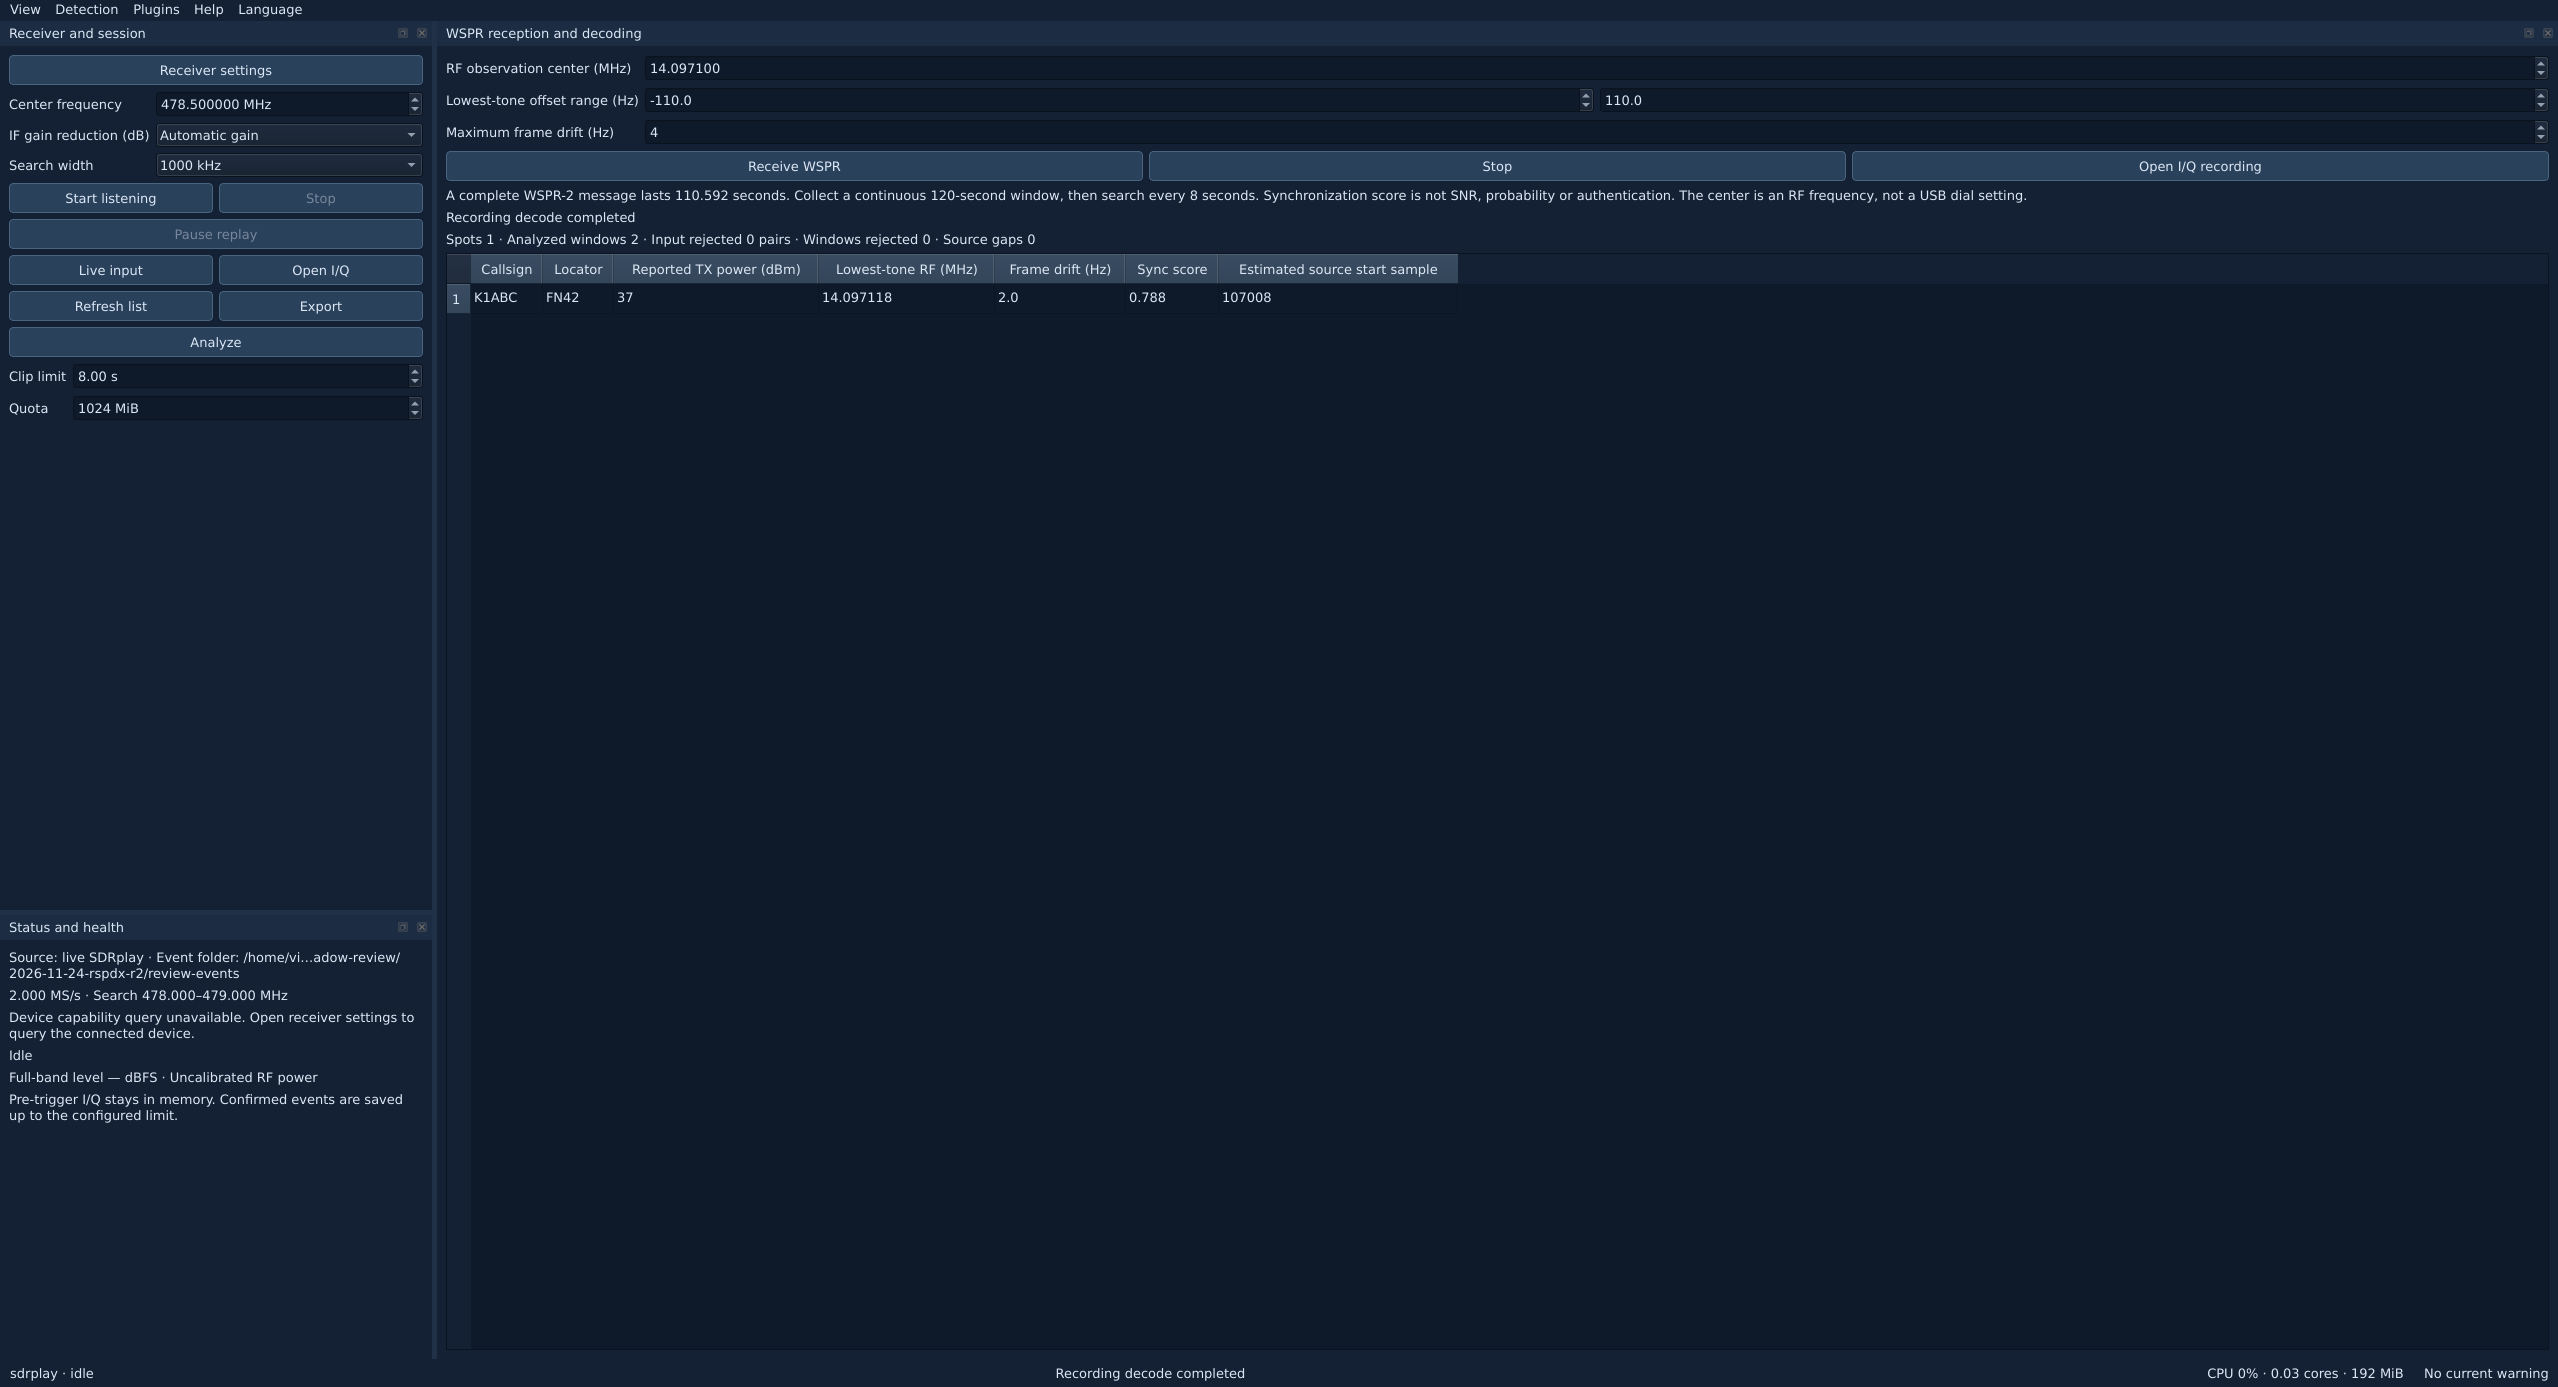 View Detection Plugins Help Language
Receiver and session
Receiver settings
Center frequency 478.500000 MHz
IF gain reduction (dB) Automatic gain
Search width 1000 kHz
Start listening Stop
Pause replay
Live input Open I/Q
Refresh list Export
Analyze
Clip limit 8.00 s
Quota 1024 MiB
Status and health
Source: live SDRplay · Event folder: /home/vi…adow-review/
2026-11-24-rspdx-r2/review-events
2.000 MS/s · Search 478.000–479.000 MHz
Device capability query unavailable. Open receiver settings to
query the connected device.
Idle
Full-band level — dBFS · Uncalibrated RF power
Pre-trigger I/Q stays in memory. Confirmed events are saved
up to the configured limit.
WSPR reception and decoding
RF observation center (MHz) 14.097100
Lowest-tone offset range (Hz) -110.0 110.0
Maximum frame drift (Hz) 4
Receive WSPR Stop Open I/Q recording
A complete WSPR-2 message lasts 110.592 seconds. Collect a continuous 120-second window, then search every 8 seconds. Synchronization score is not SNR, probability or authentication. The center is an RF frequency, not a USB dial setting.
Recording decode completed
Spots 1 · Analyzed windows 2 · Input rejected 0 pairs · Windows rejected 0 · Source gaps 0
Callsign Locator Reported TX power (dBm) Lowest-tone RF (MHz) Frame drift (Hz) Sync score Estimated source start sample
1 K1ABC FN42 37 14.097118 2.0 0.788 107008
sdrplay · idle Recording decode completed CPU 0% · 0.03 cores · 192 MiB No current warning